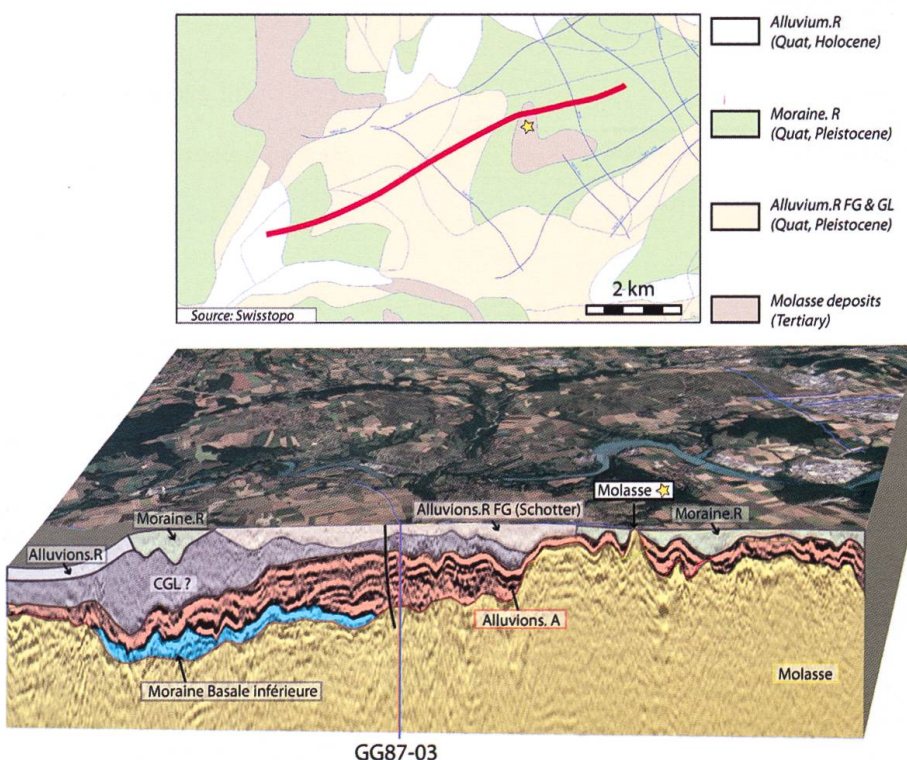 Alluvium.R
(Quat, Holocene)
Moraine. R
(Quat, Pleistocene)
Alluvium.R FG & GL
(Quat, Pleistocene)
Molasse deposits
(Tertiary)
2 km
Source: Swisstopo
Molasse
Alluvions.R FG (Schotter)
Moraine.R
Moraine.R
Alluvions.R
CGL ?
Alluvions. A
Moraine Basale inférieure
Molasse
GG87-03